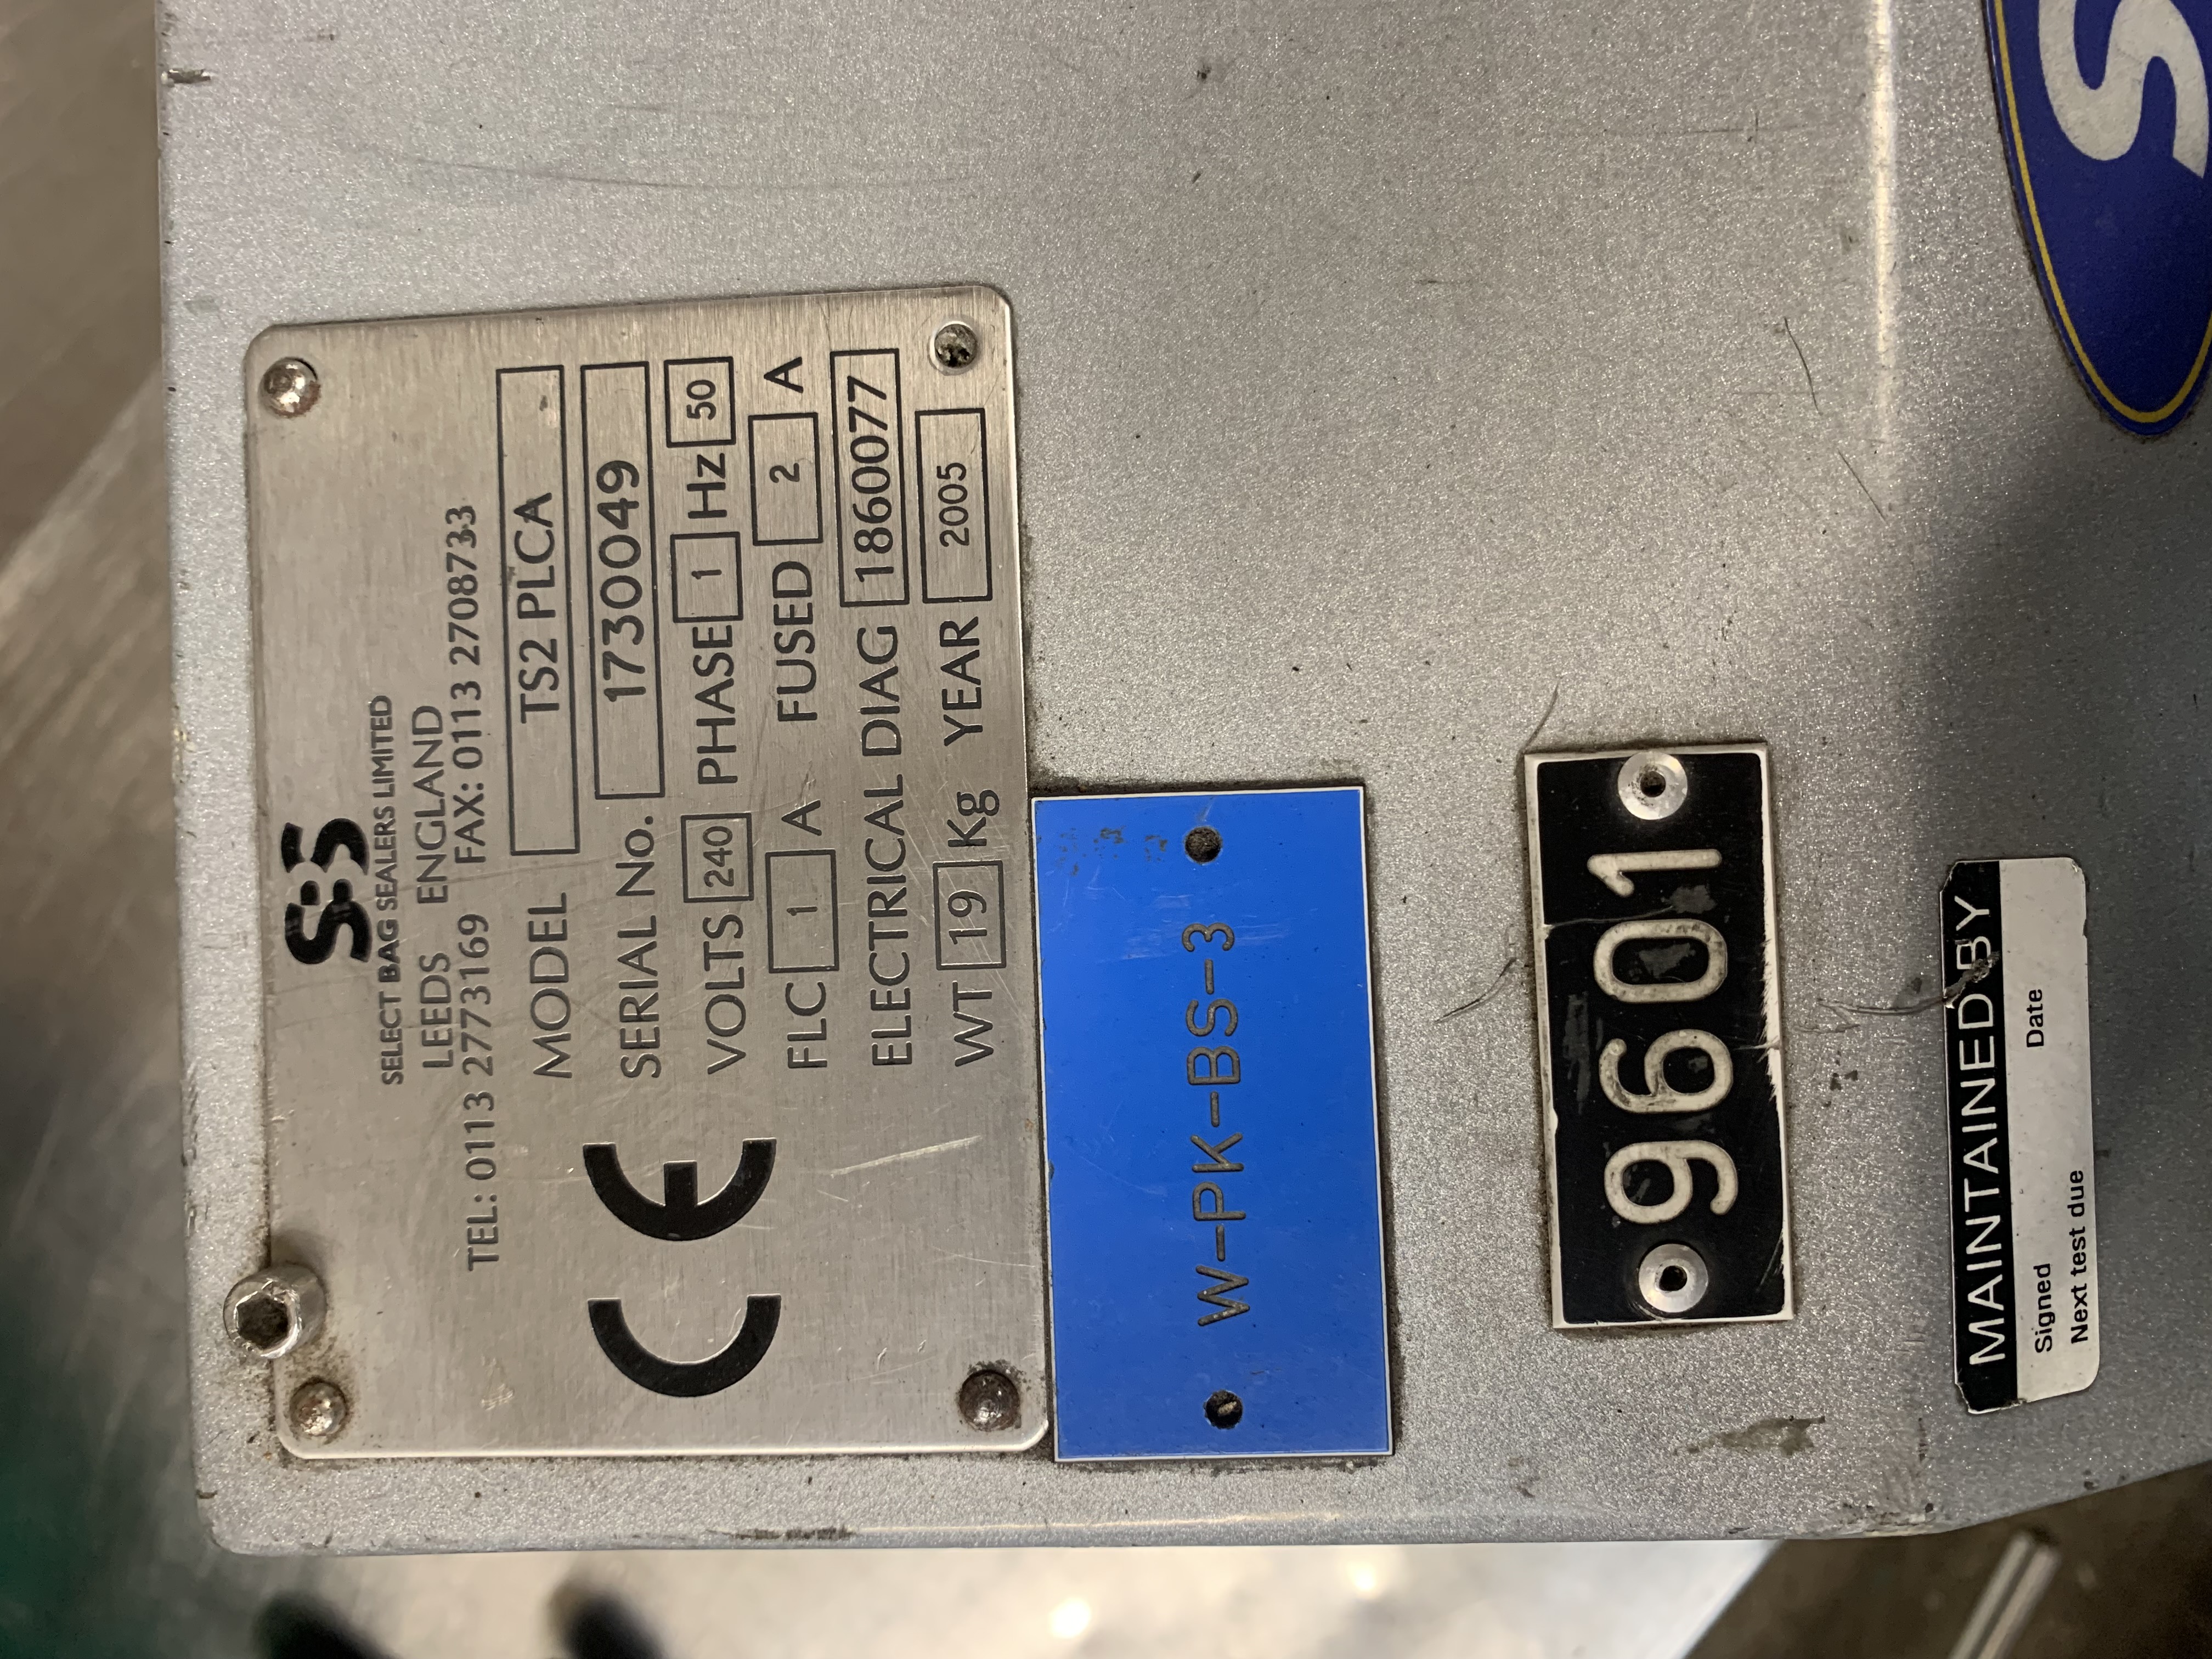 S:S
SELECT BAG SEALERS LIMITED
LEEDS ENGLAND
TEL: 0113 2773169 FAX: 0113 2708733
MODEL TS2 PLCA
SERIAL No. 1730049
VOLTS 240 PHASE 1 Hz 50
FLC 1 A FUSED 2 A
ELECTRICAL DIAG 1860077
WT 19 Kg YEAR 2005
CE
W-PK-BS-3
9601
MAINTAINED BY
Signed Date
Next test due
S